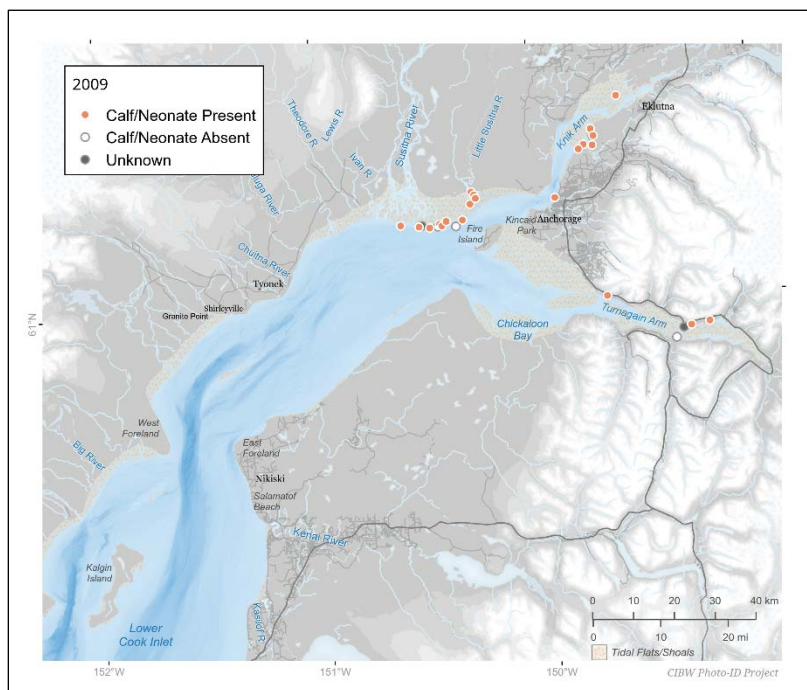 2009
Calf/Neonate Present
Calf/Neonate Absent
Unknown
Theodore R
Lewis R
Ivan R
Susitna River
Little Susitna R
Knik Arm
Eklutna
Chuitna River
Tyonek
Shirleyville
Granite Point
Fire
Island
Kincaid
Park
Anchorage
61°N
Turnagain Arm
Chickaloon
Bay
West
Foreland
East
Foreland
Big River
Nikiski
Salamatof
Beach
Kenai River
Kalgin
Island
Kasilof R
Lower
Cook Inlet
0 10 20 30 40 km
0 10 20 mi
Tidal Flats/Shoals
152°W
151°W
150°W
CIBW Photo-ID Project